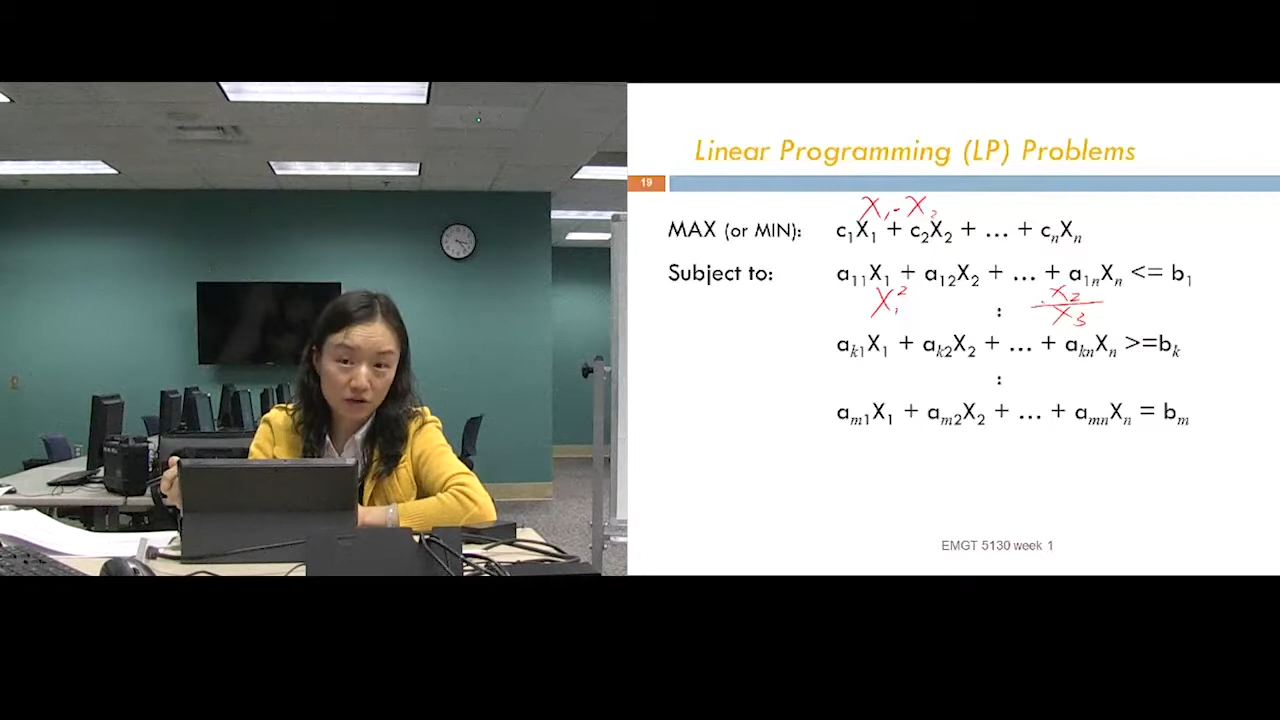 Linear Programming (LP) Problems
19
X₁·X₂
MAX (or MIN): c₁X₁ + c₂X₂ + … + cₙXₙ
Subject to: a₁₁X₁ + a₁₂X₂ + … + a₁ₙXₙ <= b₁
X₁² : X₂/X₃
aₖ₁X₁ + aₖ₂X₂ + … + aₖₙXₙ >=bₖ
:
aₘ₁X₁ + aₘ₂X₂ + … + aₘₙXₙ = bₘ
EMGT 5130 week 1